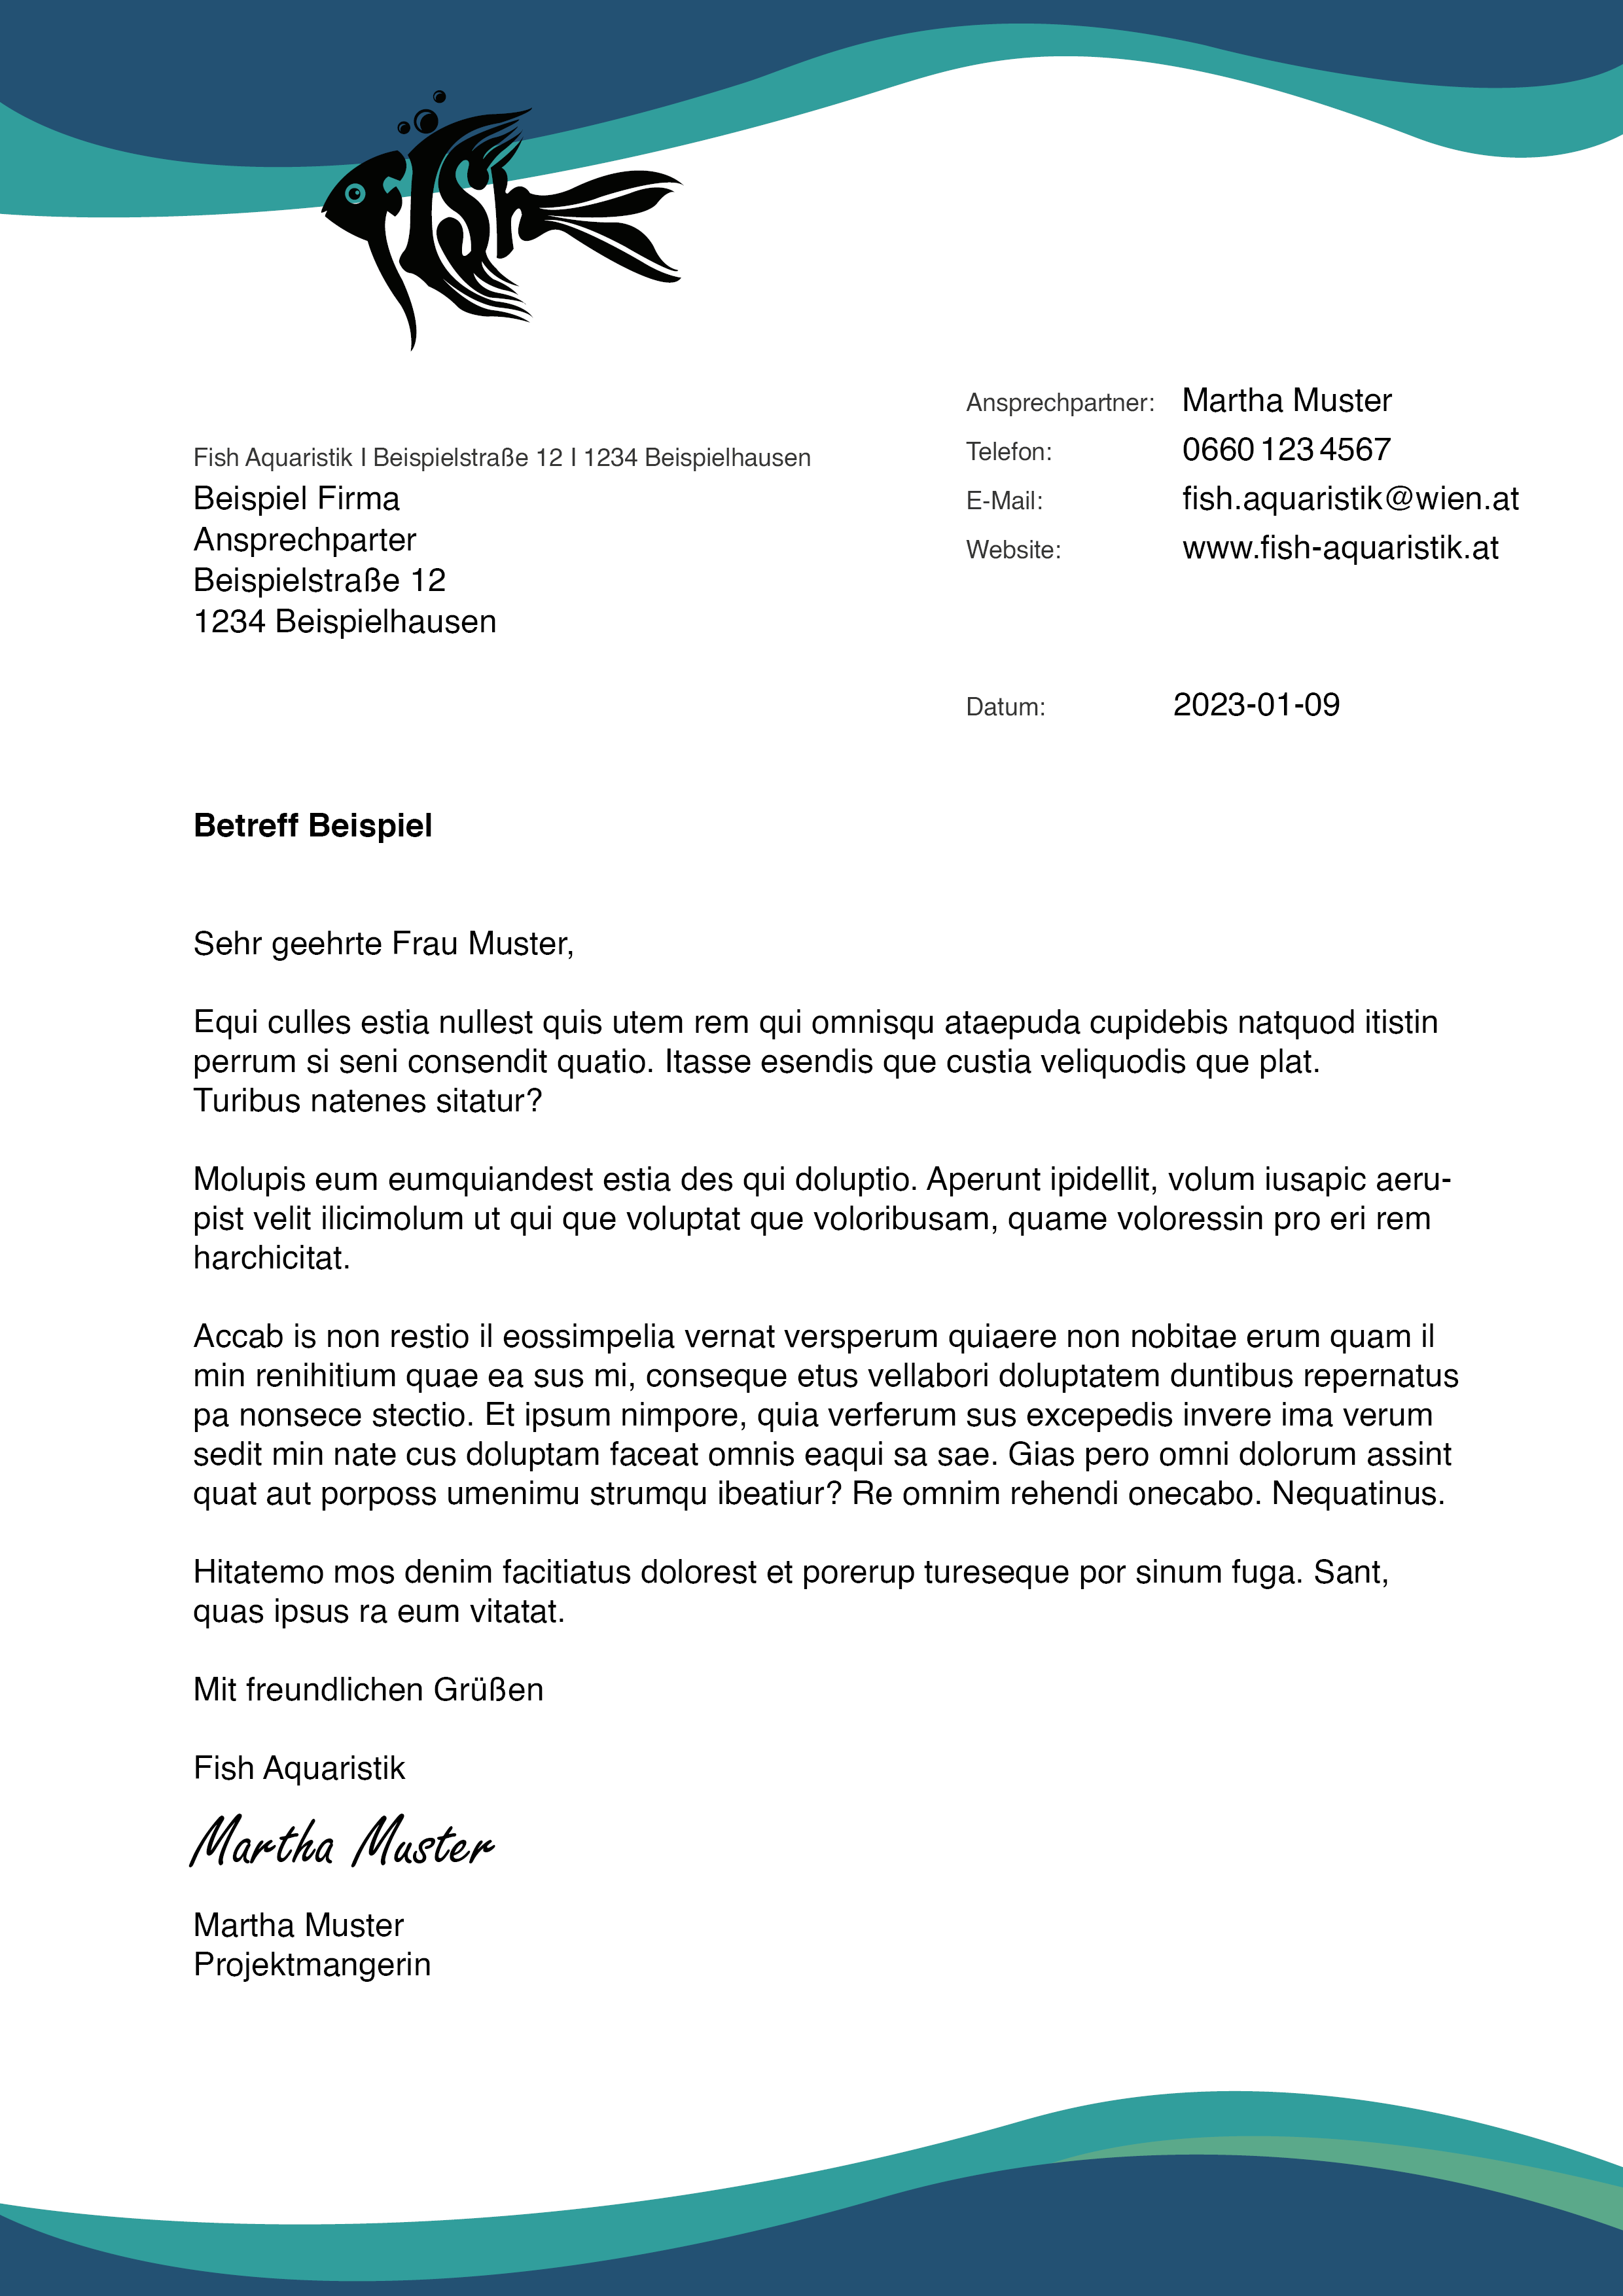 FISh
Fish Aquaristik I Beispielstraße 12 I 1234 Beispielhausen
Beispiel Firma
Ansprechparter
Beispielstraße 12
1234 Beispielhausen
Ansprechpartner: Martha Muster
Telefon: 0660 123 4567
E-Mail: fish.aquaristik@wien.at
Website: www.fish-aquaristik.at
Datum: 2023-01-09
Betreff Beispiel
Sehr geehrte Frau Muster,
Equi culles estia nullest quis utem rem qui omnisqu ataepuda cupidebis natquod itistin
perrum si seni consendit quatio. Itasse esendis que custia veliquodis que plat.
Turibus natenes sitatur?
Molupis eum eumquiandest estia des qui doluptio. Aperunt ipidellit, volum iusapic aeru-
pist velit ilicimolum ut qui que voluptat que voloribusam, quame voloressin pro eri rem
harchicitat.
Accab is non restio il eossimpelia vernat versperum quiaere non nobitae erum quam il
min renihitium quae ea sus mi, conseque etus vellabori doluptatem duntibus repernatus
pa nonsece stectio. Et ipsum nimpore, quia verferum sus excepedis invere ima verum
sedit min nate cus doluptam faceat omnis eaqui sa sae. Gias pero omni dolorum assint
quat aut porposs umenimu strumqu ibeatiur? Re omnim rehendi onecabo. Nequatinus.
Hitatemo mos denim facitiatus dolorest et porerup tureseque por sinum fuga. Sant,
quas ipsus ra eum vitatat.
Mit freundlichen Grüßen
Fish Aquaristik
Martha Muster
Martha Muster
Projektmangerin